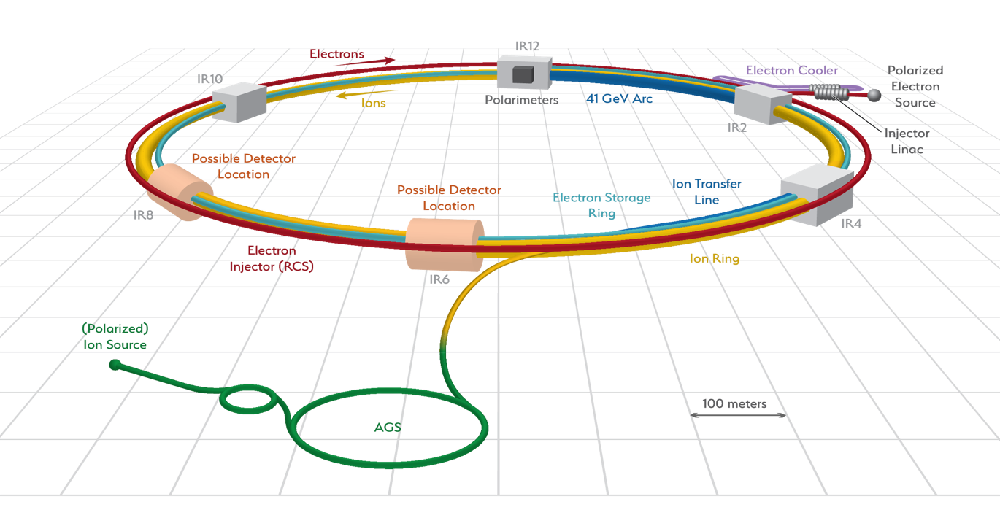 IR12
Electrons
IR10
Electron Cooler
Polarized
Electron
Source
Ions
Polarimeters
41 GeV Arc
IR2
Injector
Linac
Possible Detector
Location
Possible Detector
Location
Electron Storage
Ring
Ion Transfer
Line
IR8
IR4
Electron
Injector (RCS)
IR6
Ion Ring
(Polarized)
Ion Source
AGS
100 meters